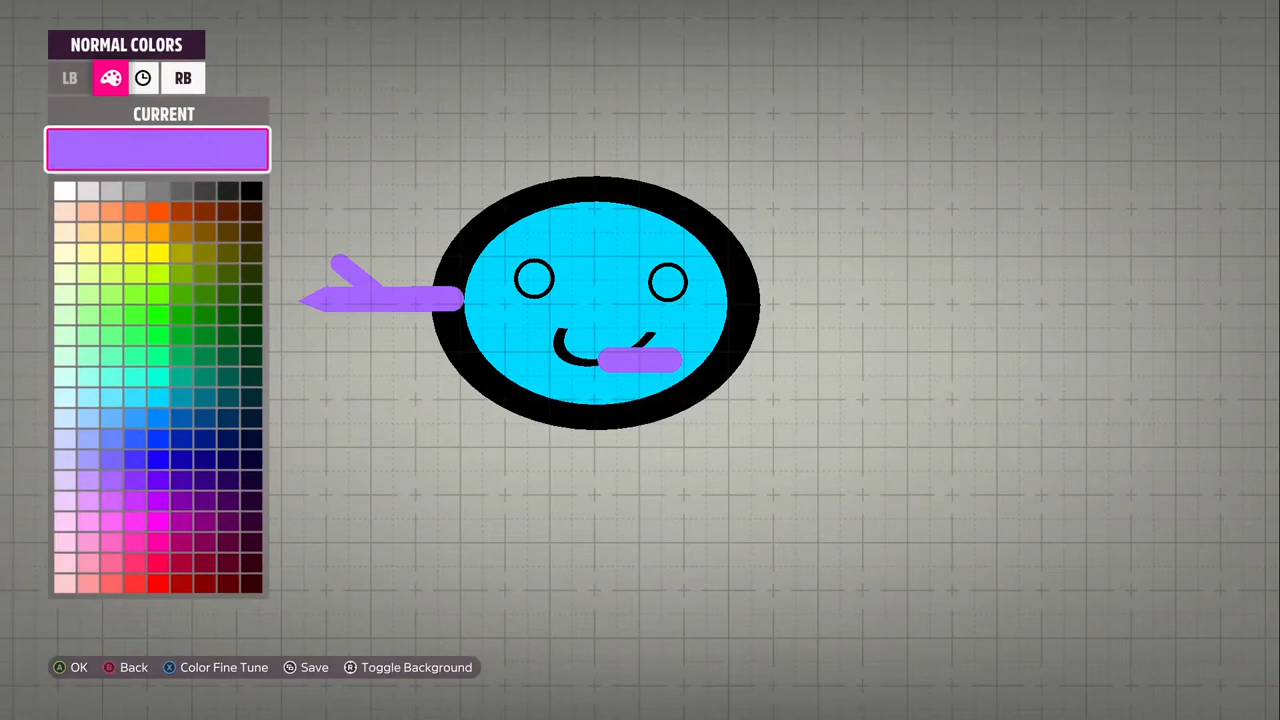 NORMAL COLORS
LB RB
CURRENT
A OK B Back X Color Fine Tune Save R Toggle Background